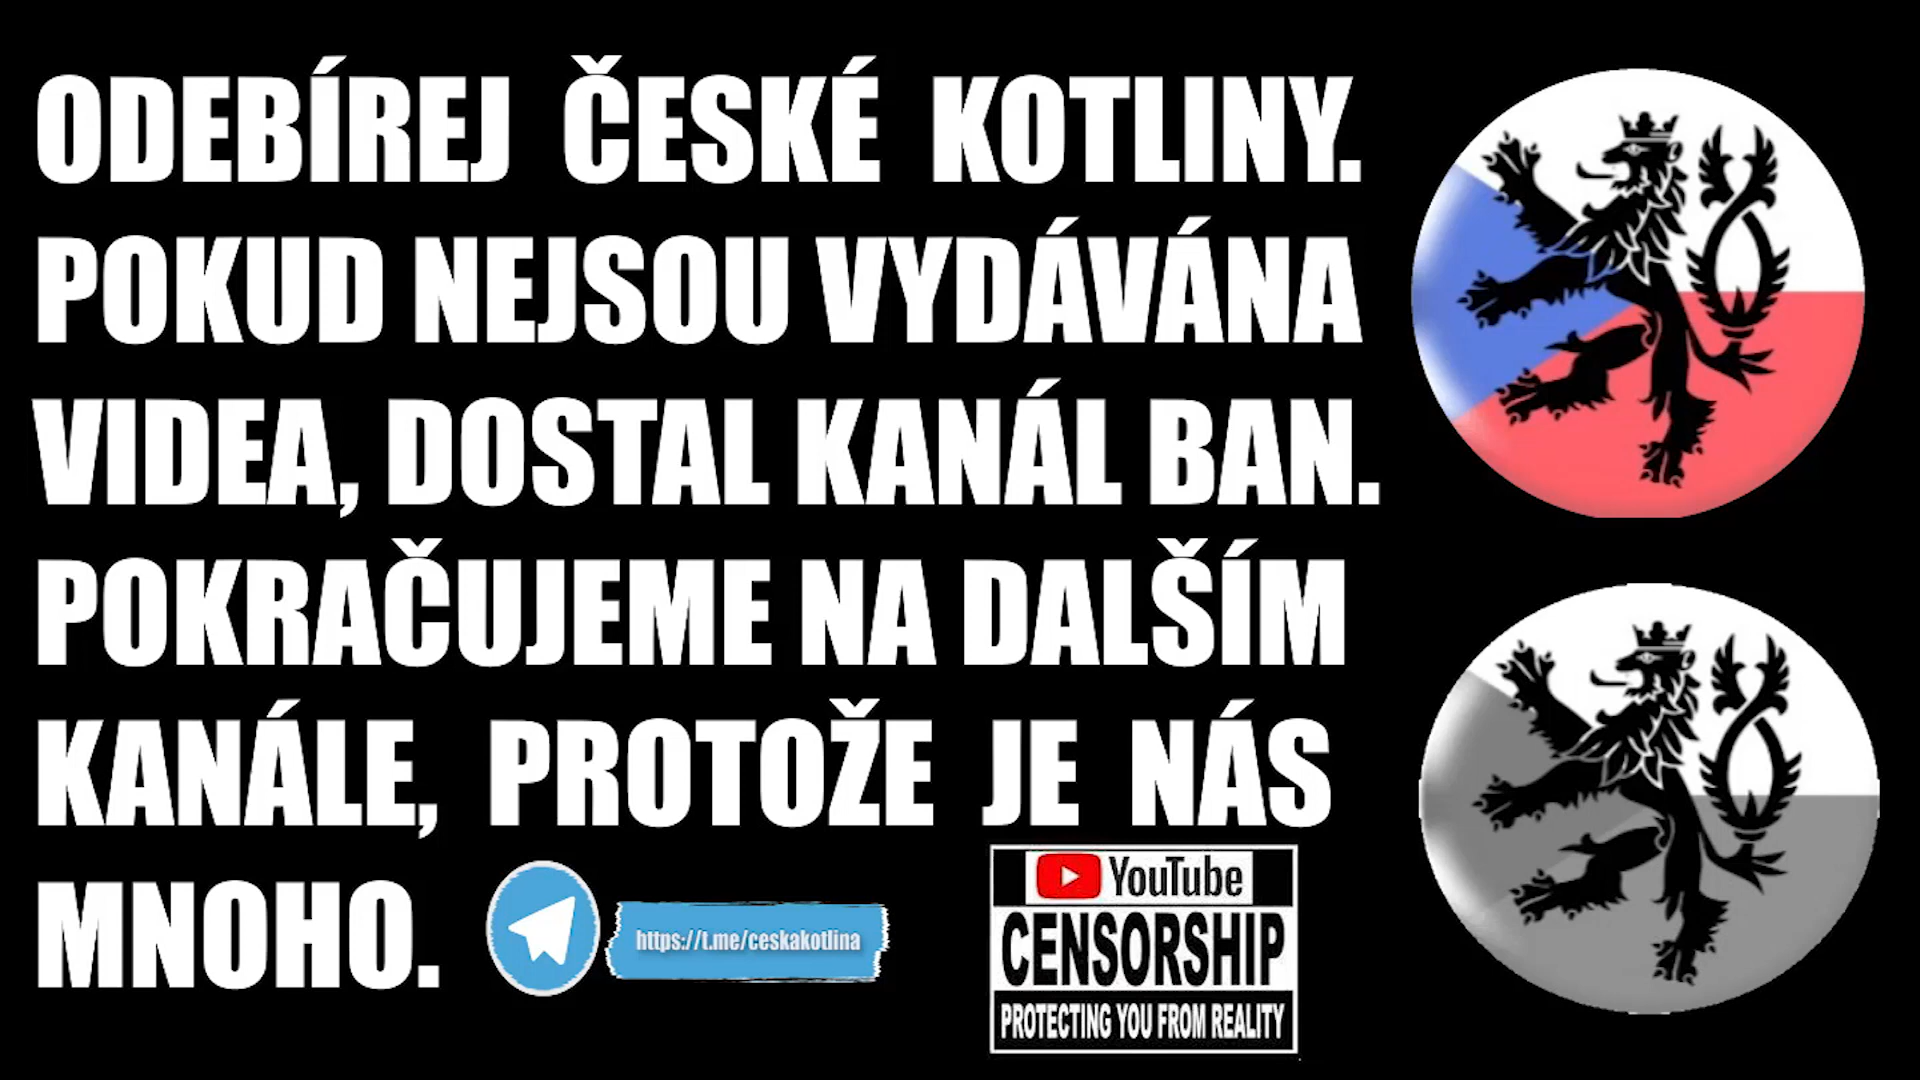 ODEBÍREJ ČESKÉ KOTLINY.
POKUD NEJSOU VYDÁVÁNA
VIDEA, DOSTAL KANÁL BAN.
POKRAČUJEME NA DALŠÍM
KANÁLE, PROTOŽE JE NÁS
MNOHO.
https://t.me/ceskakotlina
YouTube
CENSORSHIP
PROTECTING YOU FROM REALITY